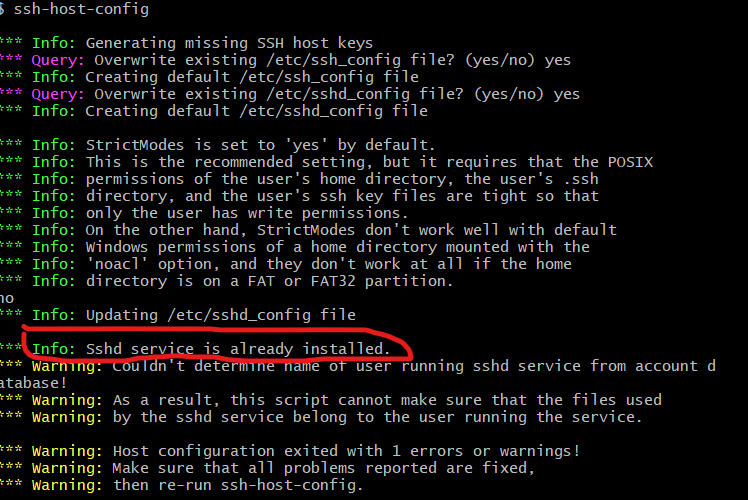 $ ssh-host-config
*** Info: Generating missing SSH host keys
*** Query: Overwrite existing /etc/ssh_config file? (yes/no) yes
*** Info: Creating default /etc/ssh_config file
*** Query: Overwrite existing /etc/sshd_config file? (yes/no) yes
*** Info: Creating default /etc/sshd_config file
*** Info: StrictModes is set to 'yes' by default.
*** Info: This is the recommended setting, but it requires that the POSIX
*** Info: permissions of the user's home directory, the user's .ssh
*** Info: directory, and the user's ssh key files are tight so that
*** Info: only the user has write permissions.
*** Info: On the other hand, StrictModes don't work well with default
*** Info: Windows permissions of a home directory mounted with the
*** Info: 'noacl' option, and they don't work at all if the home
*** Info: directory is on a FAT or FAT32 partition.
no
*** Info: Updating /etc/sshd_config file
*** Info: Sshd service is already installed.
*** Warning: Couldn't determine name of user running sshd service from account d
atabase!
*** Warning: As a result, this script cannot make sure that the files used
*** Warning: by the sshd service belong to the user running the service.
*** Warning: Host configuration exited with 1 errors or warnings!
*** Warning: Make sure that all problems reported are fixed,
*** Warning: then re-run ssh-host-config.